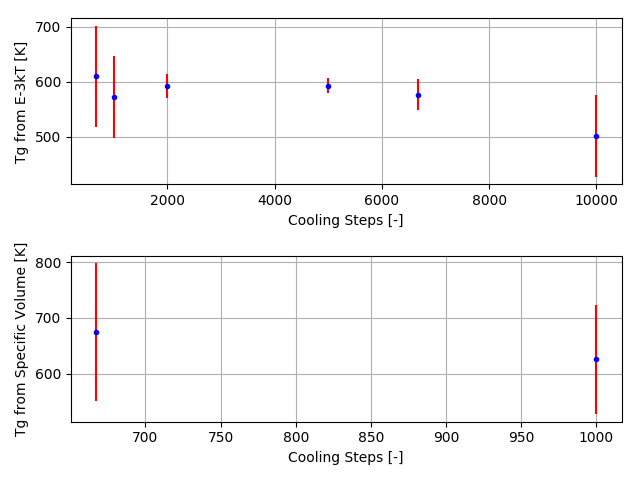 700
600
500
Tg from E-3kT [K]
2000 4000 6000 8000 10000
Cooling Steps [-]
800
700
600
Tg from Specific Volume [K]
700 750 800 850 900 950 1000
Cooling Steps [-]